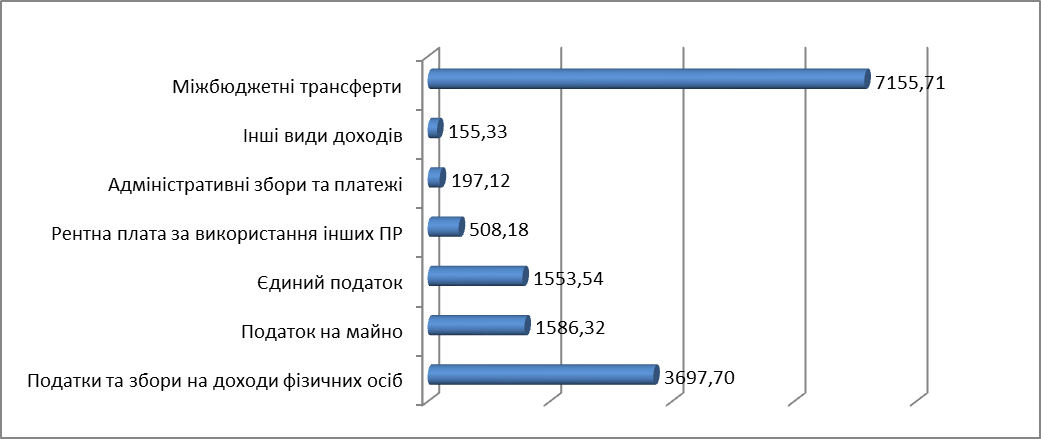 Міжбюджетні трансферти 7155,71
Інші види доходів 155,33
Адміністративні збори та платежі 197,12
Рентна плата за використання інших ПР 508,18
Єдиний податок 1553,54
Податок на майно 1586,32
Податки та збори на доходи фізичних осіб 3697,70